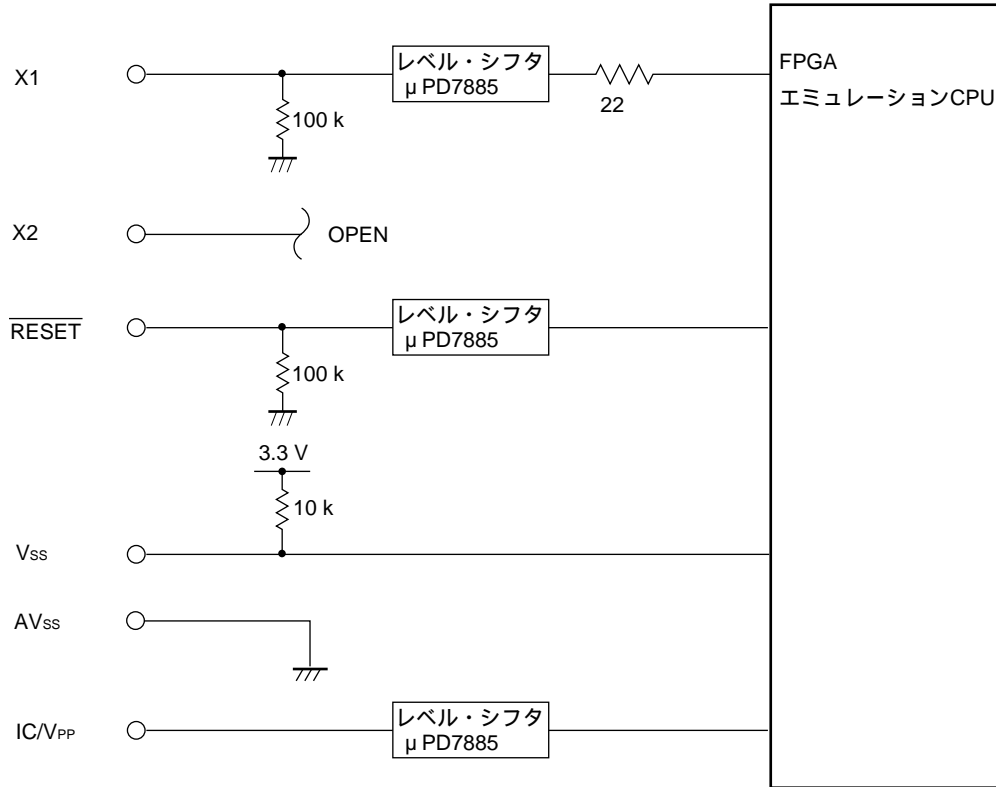 X1
レベル・シフタ
μ PD7885
22
100 k
FPGA
エミュレーションCPU
X2
OPEN
RESET
レベル・シフタ
μ PD7885
100 k
3.3 V
10 k
VSS
AVSS
IC/VPP
レベル・シフタ
μ PD7885